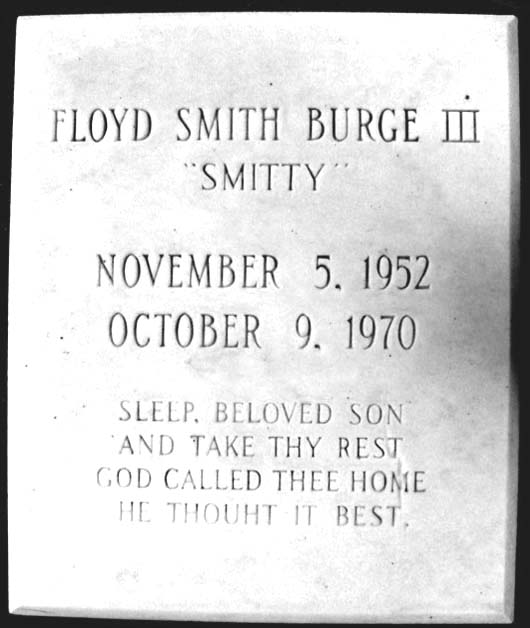 FLOYD SMITH BURGE III
"SMITTY"
NOVEMBER 5, 1952
OCTOBER 9, 1970
SLEEP, BELOVED SON
AND TAKE THY REST
GOD CALLED THEE HOME
HE THOUHT IT BEST.